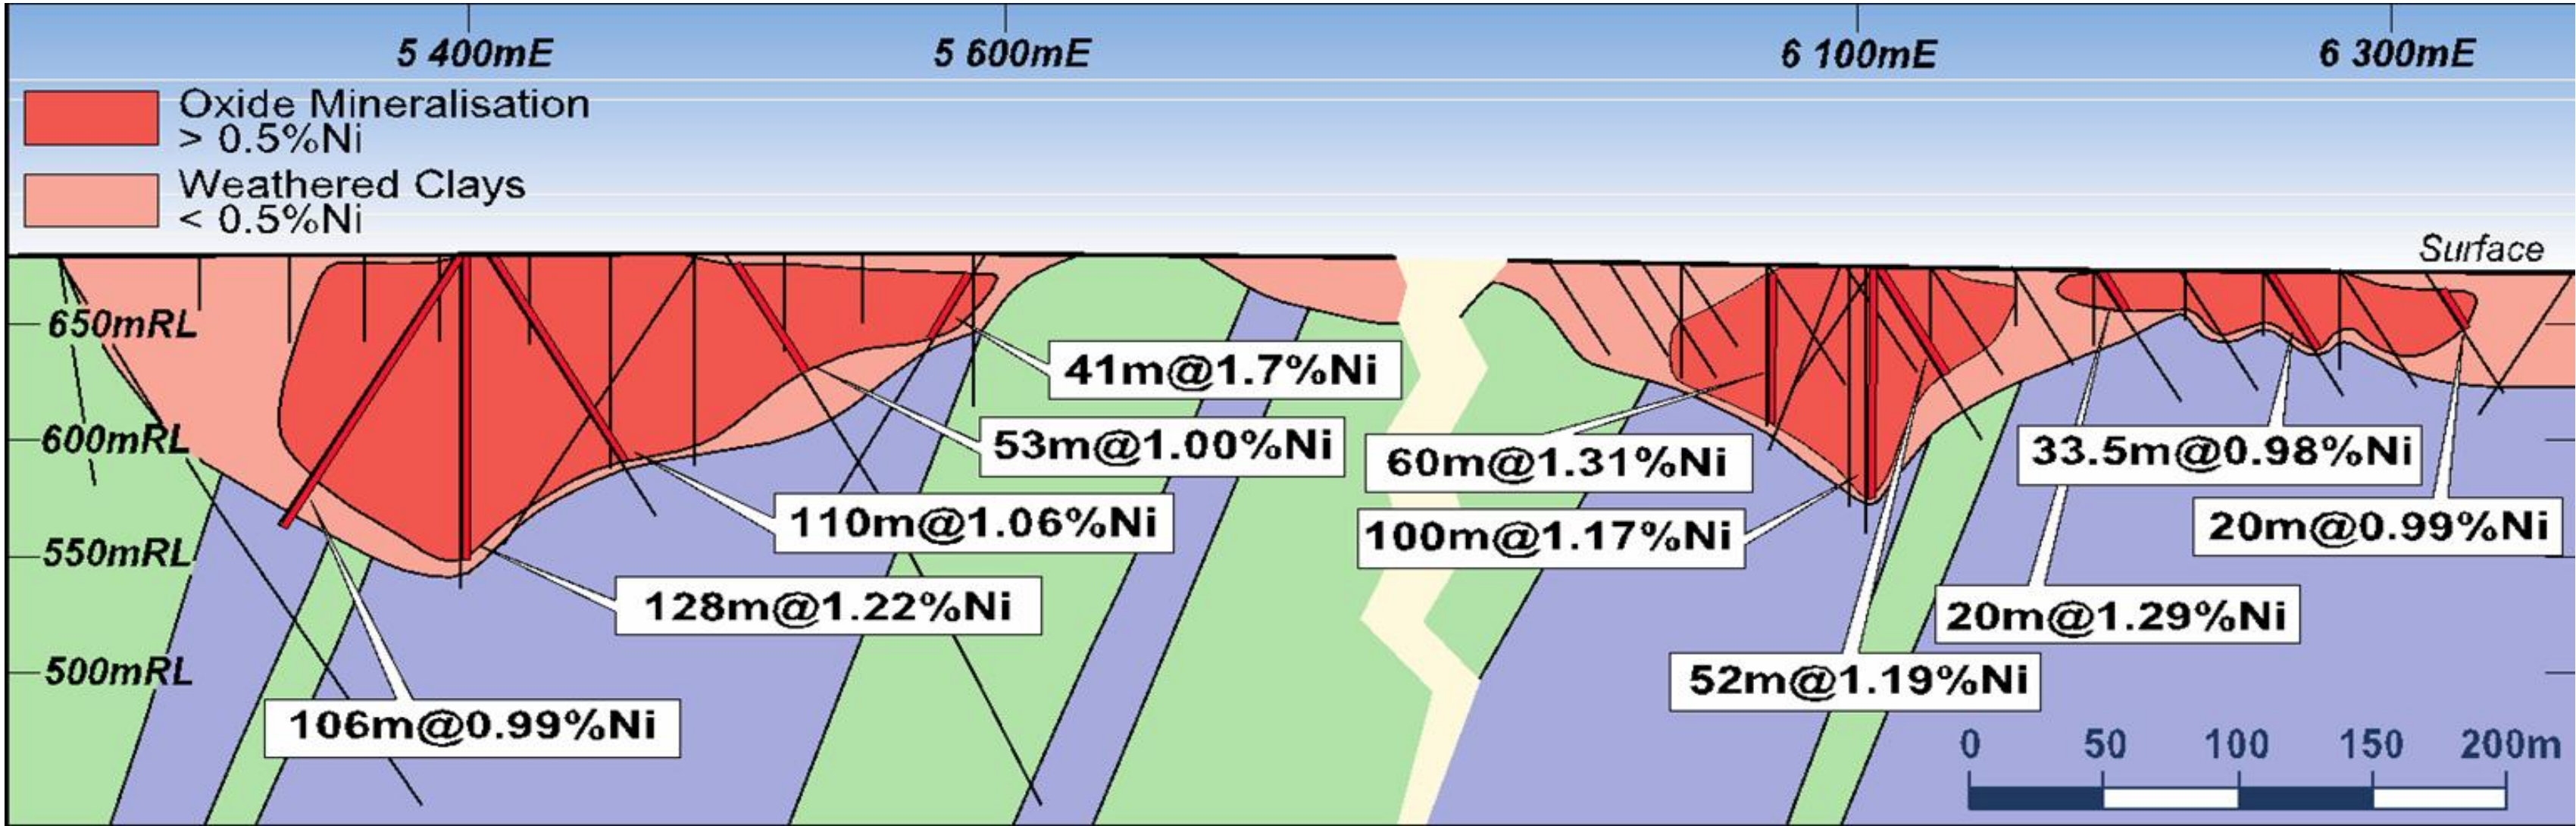 5 400mE
5 600mE
6 100mE
6 300mE
Oxide Mineralisation
> 0.5%Ni
Weathered Clays
< 0.5%Ni
Surface
650mRL
600mRL
550mRL
500mRL
41m@1.7%Ni
53m@1.00%Ni
110m@1.06%Ni
128m@1.22%Ni
106m@0.99%Ni
60m@1.31%Ni
100m@1.17%Ni
33.5m@0.98%Ni
20m@0.99%Ni
20m@1.29%Ni
52m@1.19%Ni
0 50 100 150 200m